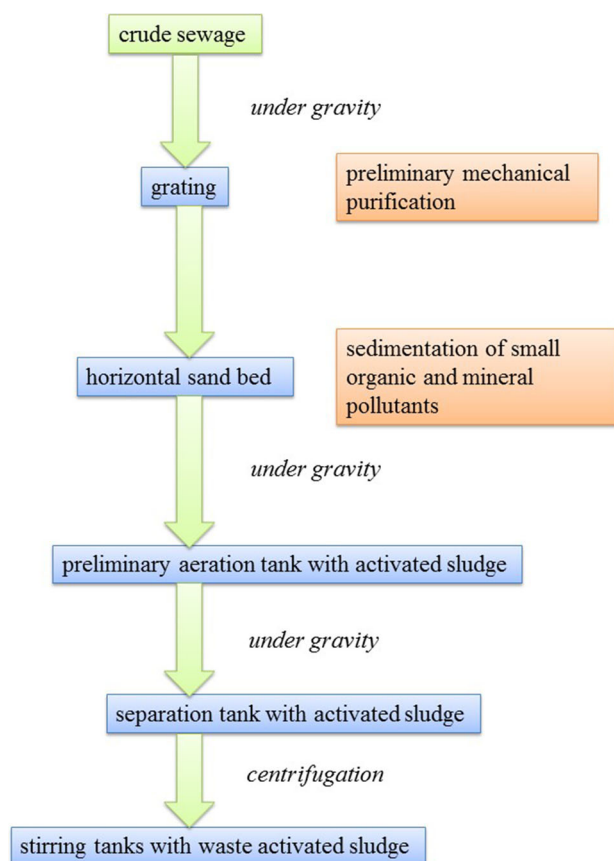 crude sewage
under gravity
grating
preliminary mechanical
purification
horizontal sand bed
sedimentation of small
organic and mineral
pollutants
under gravity
preliminary aeration tank with activated sludge
under gravity
separation tank with activated sludge
centrifugation
stirring tanks with waste activated sludge